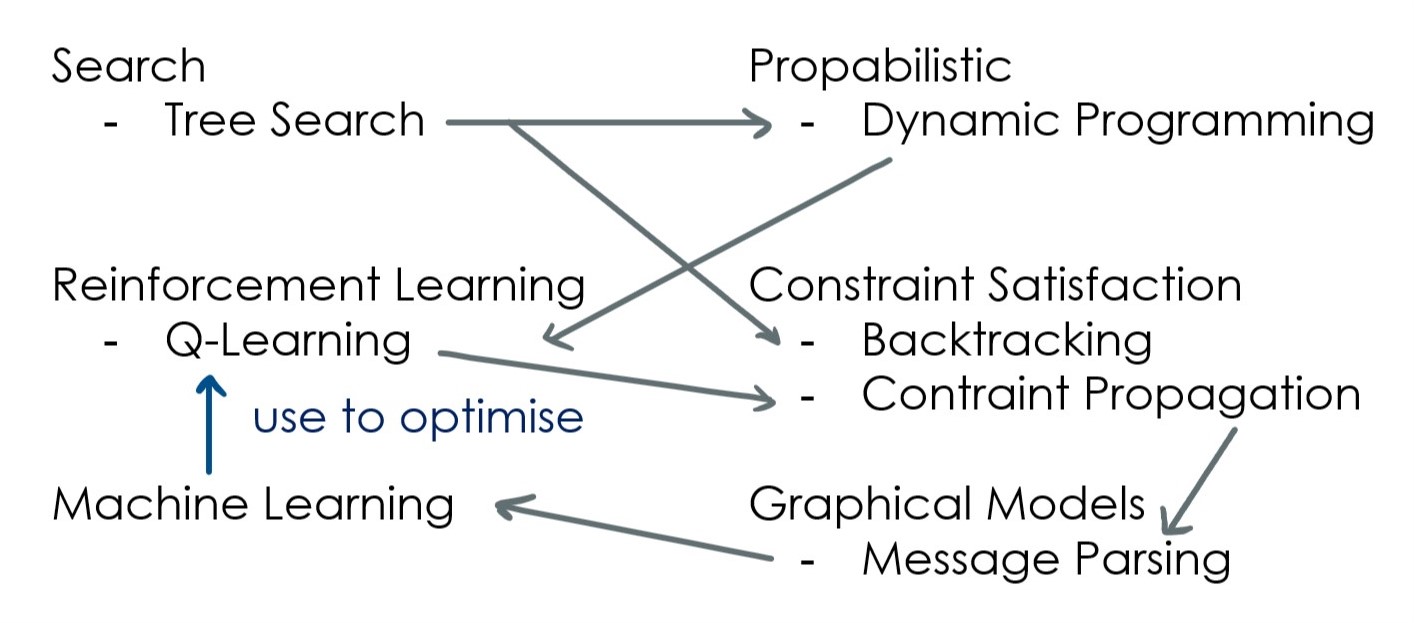 Search
- Tree Search
Propabilistic
- Dynamic Programming
Reinforcement Learning
- Q-Learning
Constraint Satisfaction
- Backtracking
- Contraint Propagation
use to optimise
Machine Learning
Graphical Models
- Message Parsing